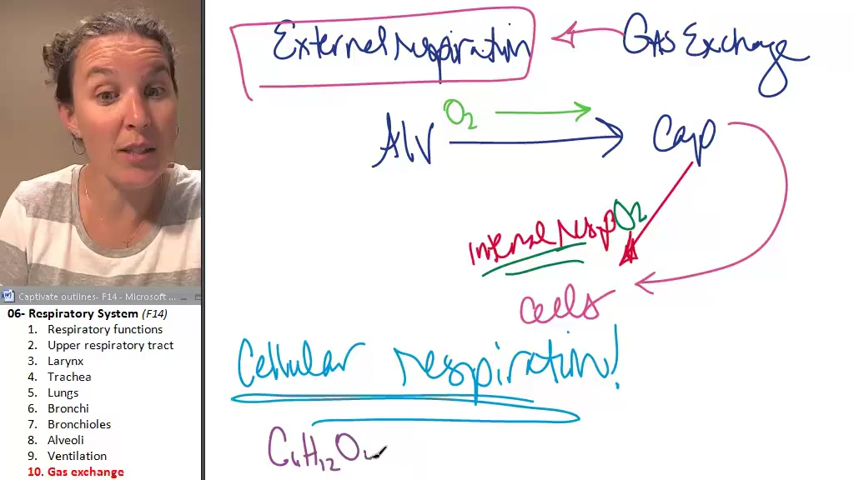 External respiration
Gas Exchange
Alv
O2
Cap
internal resp
O2
cells
Cellular respiration!
C6H12O
Captivate outlines- F14 - Microsoft ...
06- Respiratory System (F14)
1. Respiratory functions
2. Upper respiratory tract
3. Larynx
4. Trachea
5. Lungs
6. Bronchi
7. Bronchioles
8. Alveoli
9. Ventilation
10. Gas exchange